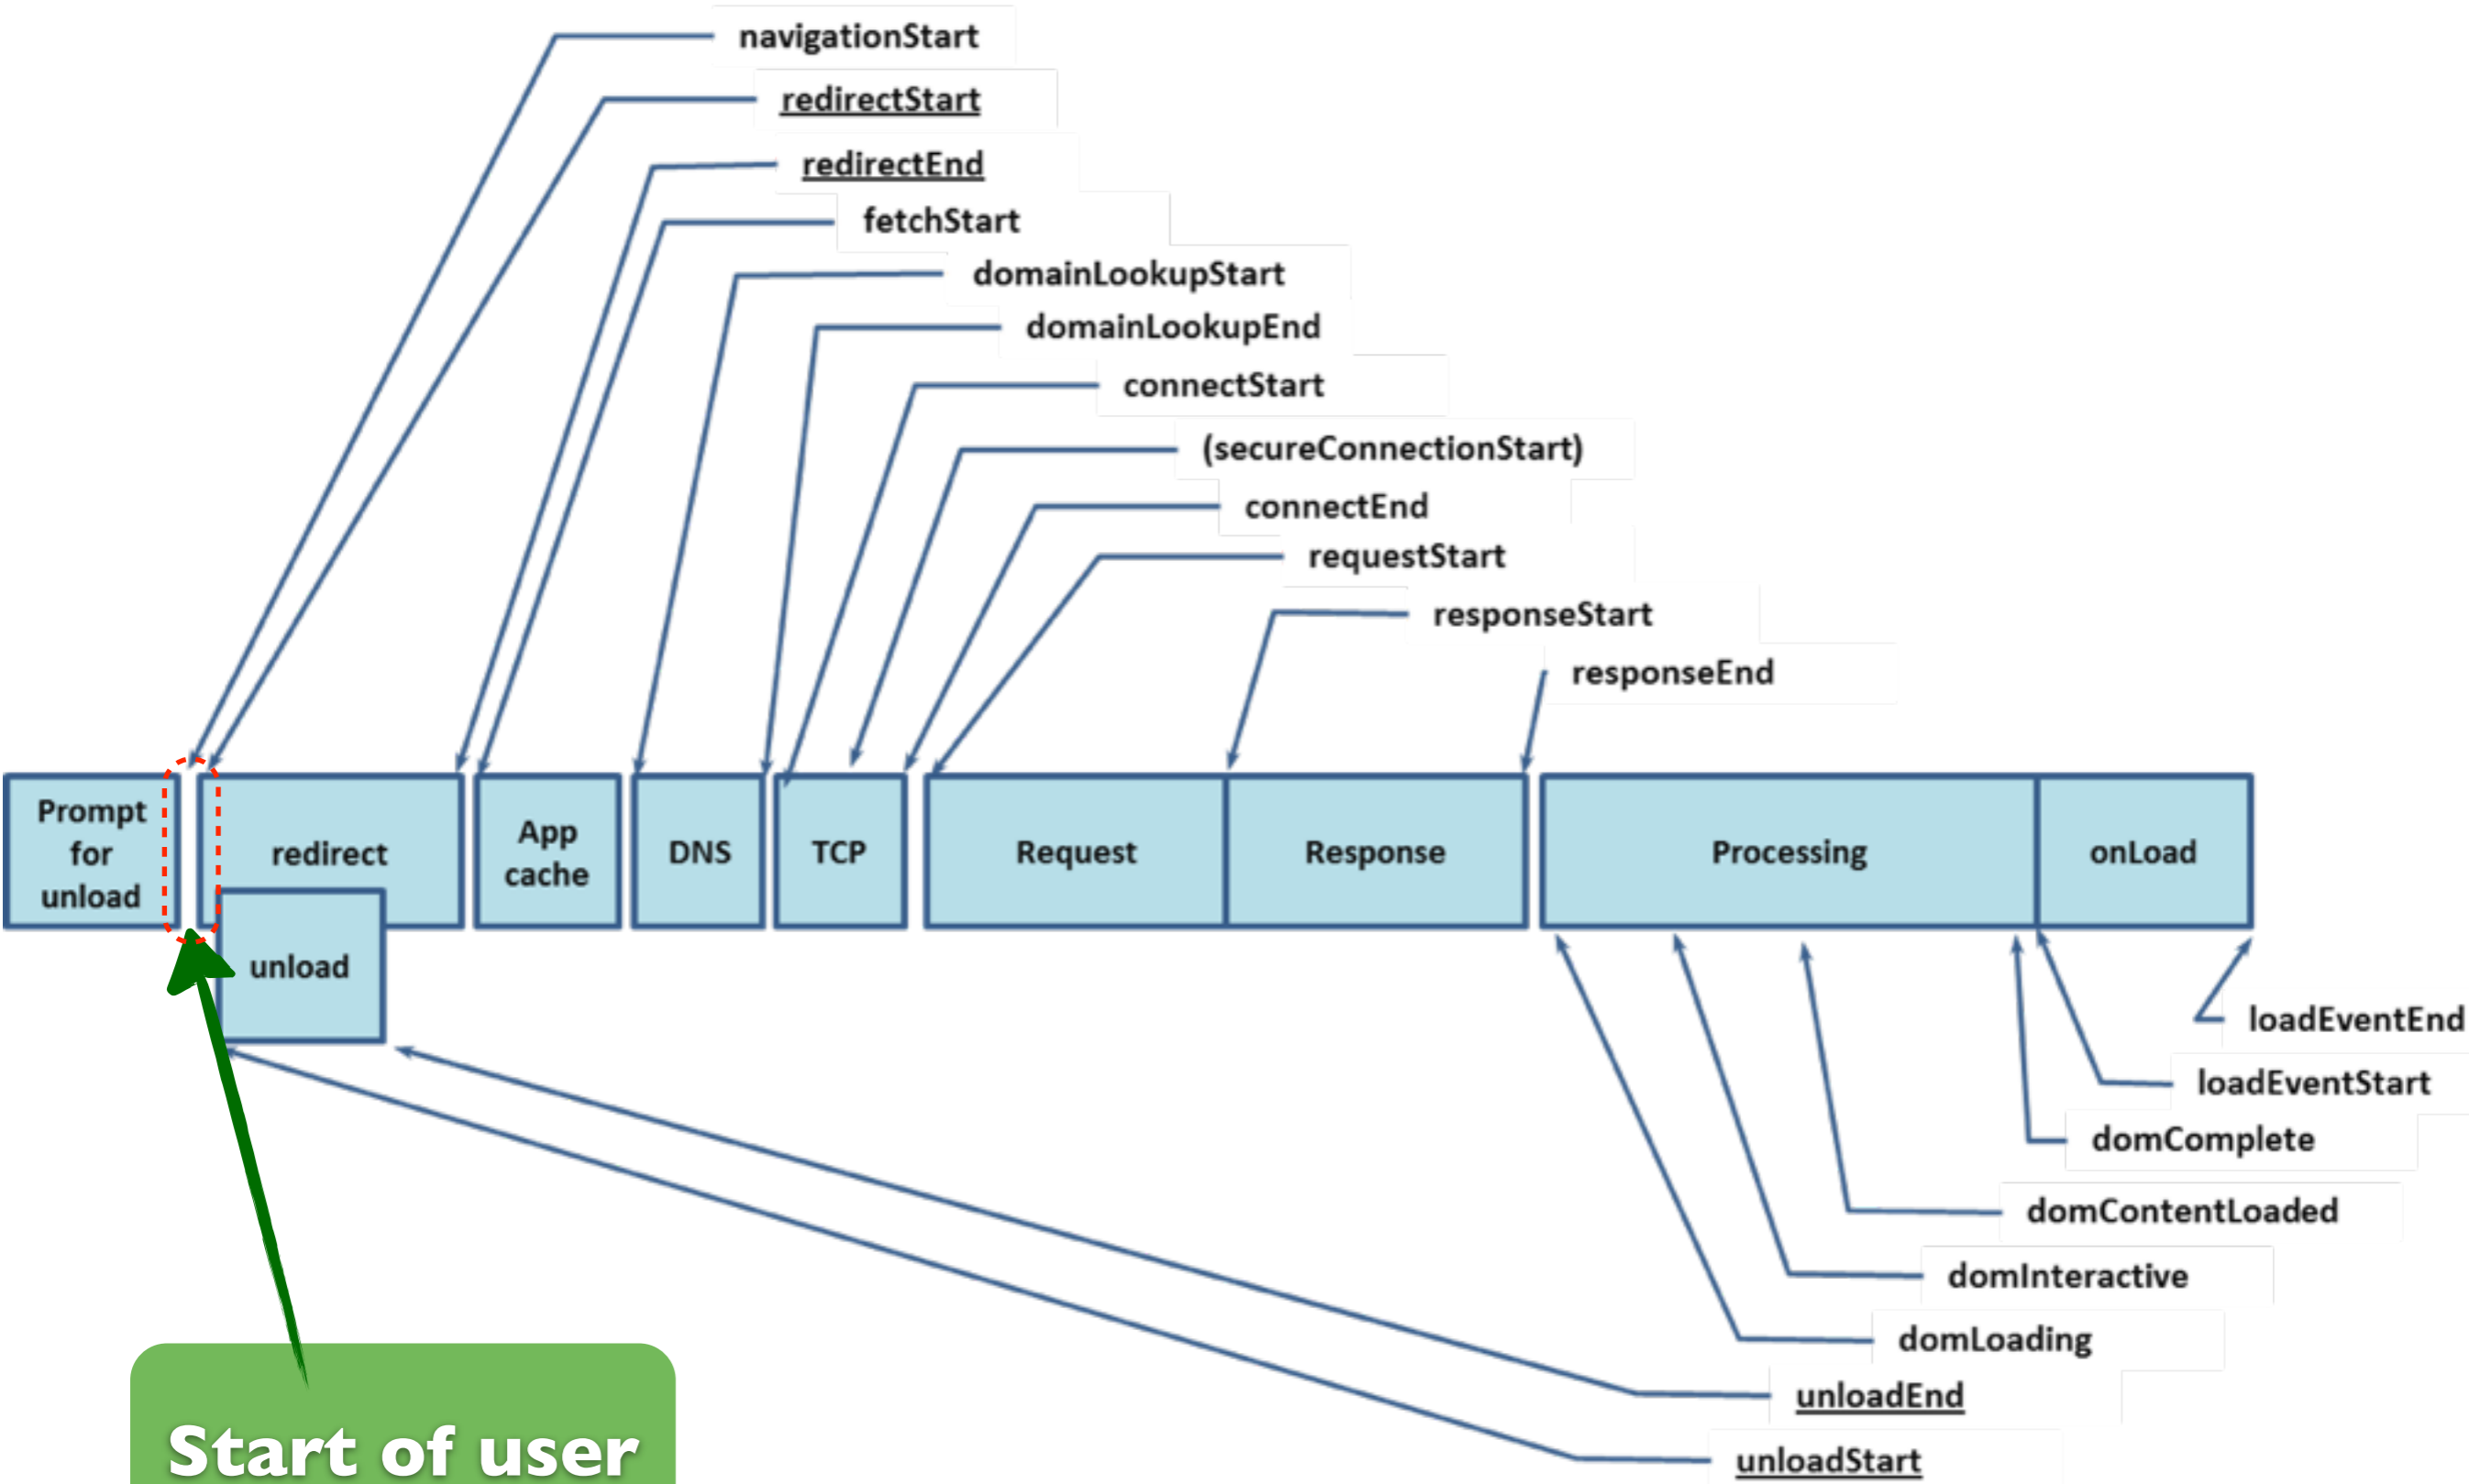 navigationStart
redirectStart
redirectEnd
fetchStart
domainLookupStart
domainLookupEnd
connectStart
(secureConnectionStart)
connectEnd
requestStart
responseStart
responseEnd
Prompt
for
unload
redirect
unload
App
cache
DNS
TCP
Request
Response
Processing
onLoad
loadEventEnd
loadEventStart
domComplete
domContentLoaded
domInteractive
domLoading
unloadEnd
unloadStart
Start of user